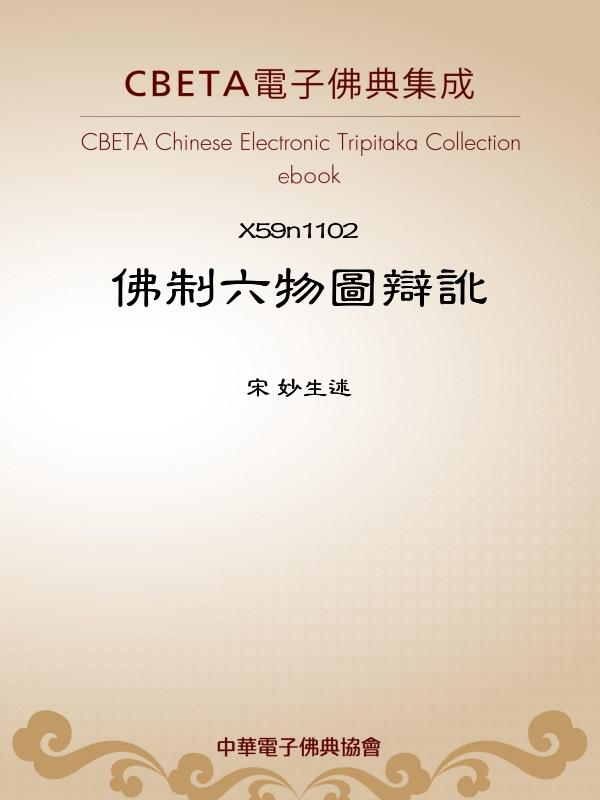 CBETA電子佛典集成
CBETA Chinese Electronic Tripitaka Collection
ebook
X59n1102
佛制六物圖辯訛
宋 妙生述
中華電子佛典協會